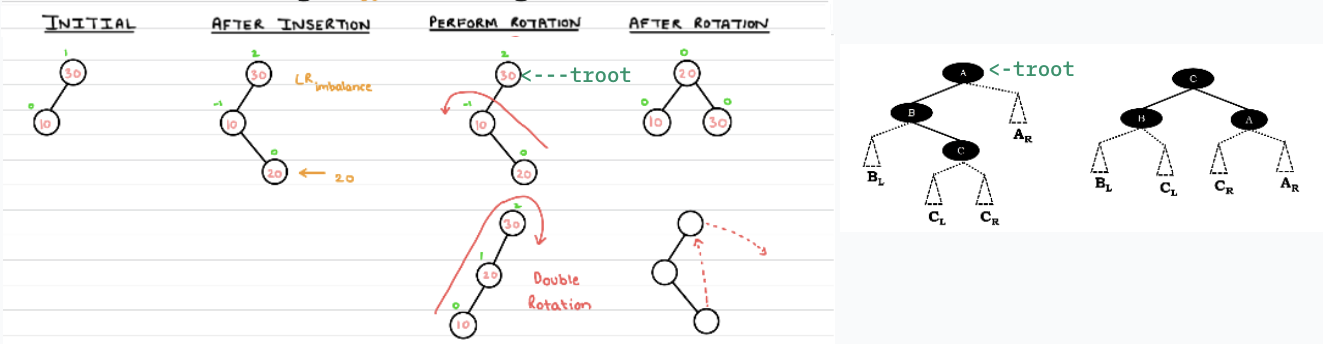 INITIAL
AFTER INSERTION
PERFORM ROTATION
AFTER ROTATION
1
30
0
10
2
30
LR imbalance
-1
10
0
20
← 20
2
30 <---troot
-1
10
0
20
0
20
0
10
0
30
2
30
1
20
0
10
Double
Rotation
A <-troot
B
A_R
C
B_L
C_L
C_R
C
B
A
B_L
C_L
C_R
A_R